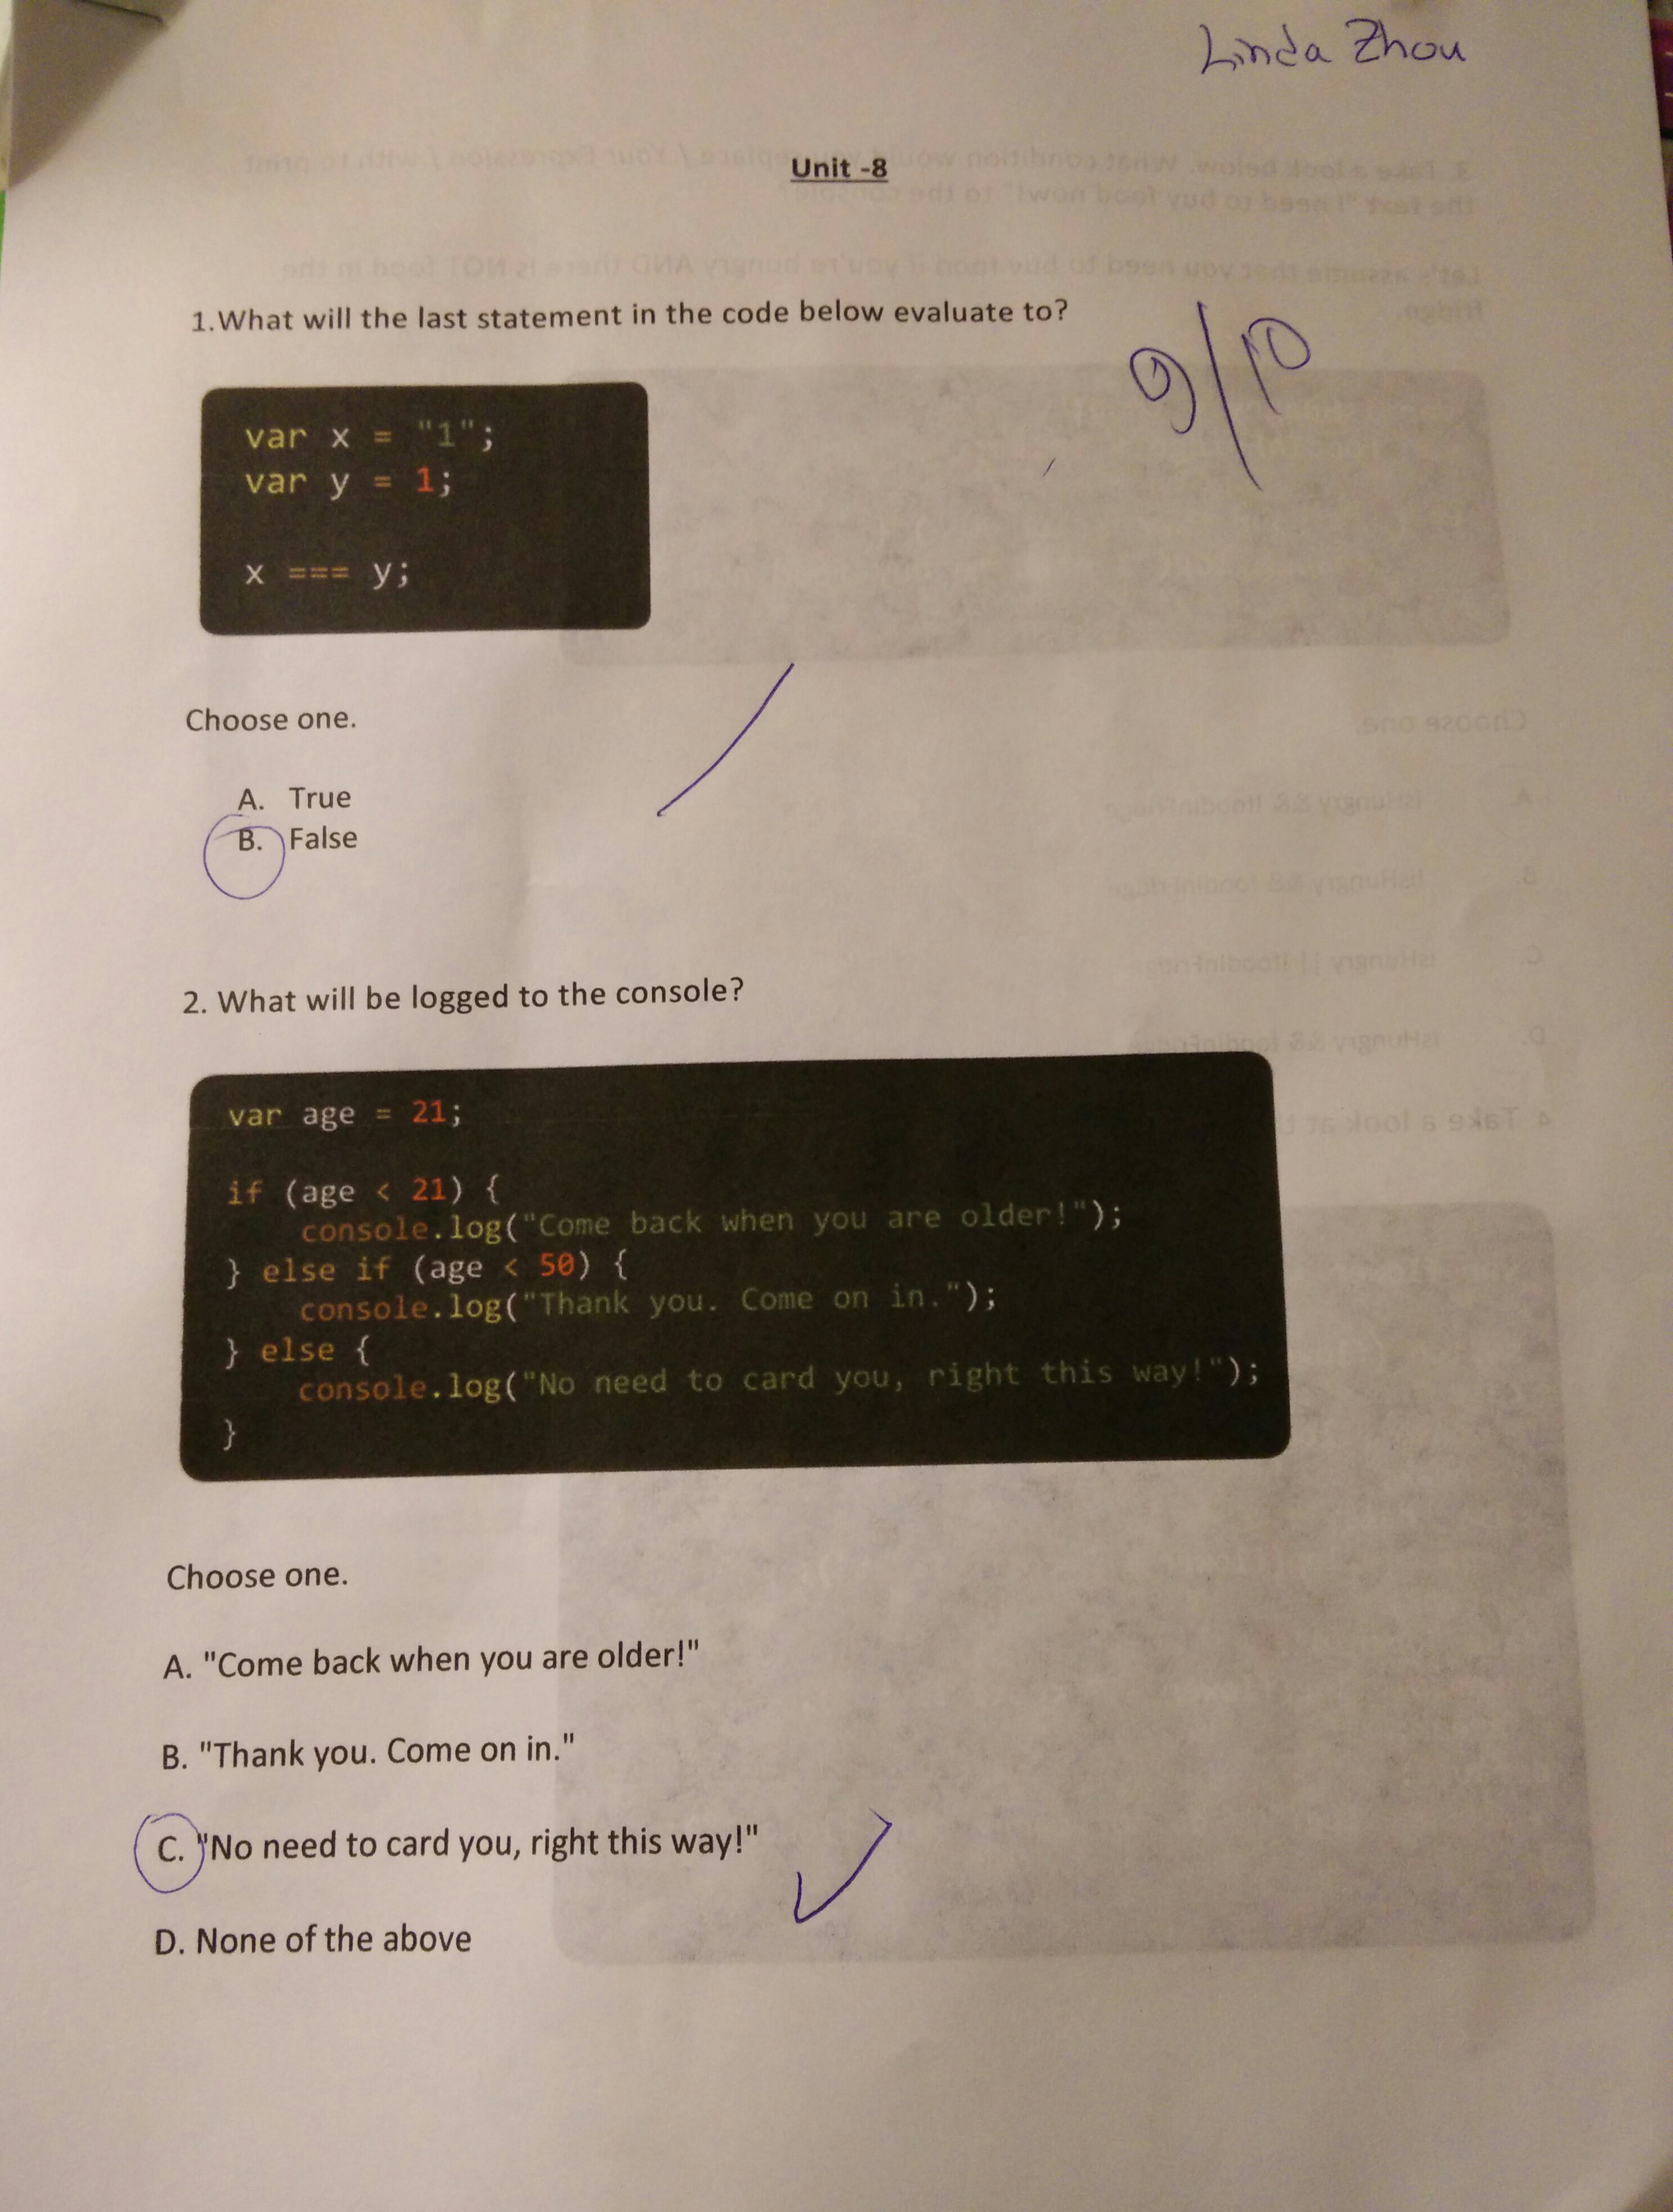 Linda Zhou
Unit -8
1.What will the last statement in the code below evaluate to?
9/10
var x = "1";
var y = 1;
x === y;
Choose one.
A. True
B. False
2. What will be logged to the console?
var age = 21;
if (age < 21) {
console.log("Come back when you are older!");
} else if (age < 50) {
console.log("Thank you. Come on in.");
} else {
console.log("No need to card you, right this way!");
}
Choose one.
A. "Come back when you are older!"
B. "Thank you. Come on in."
C. "No need to card you, right this way!"
D. None of the above